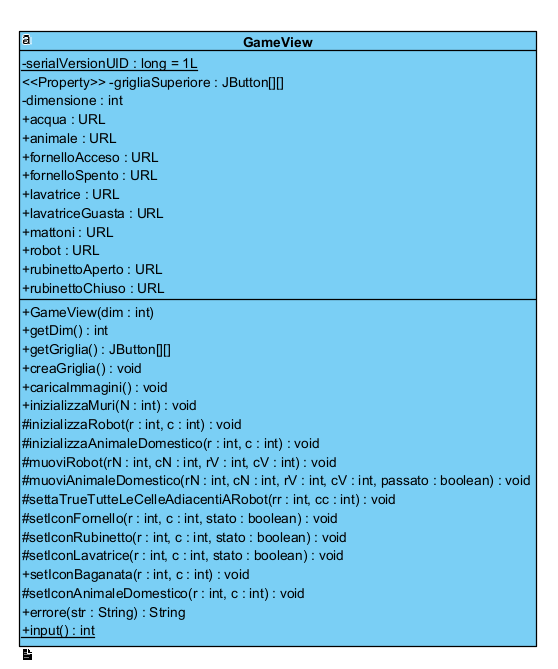 a
GameView
-serialVersionUID : long = 1L
<<Property>> -grigliaSuperiore : JButton[][]
-dimensione : int
+acqua : URL
+animale : URL
+fornelloAcceso : URL
+fornelloSpento : URL
+lavatrice : URL
+lavatriceGuasta : URL
+mattoni : URL
+robot : URL
+rubinettoAperto : URL
+rubinettoChiuso : URL
+GameView(dim : int)
+getDim() : int
+getGriglia() : JButton[][]
+creaGriglia() : void
+caricaImmagini() : void
+inizializzaMuri(N : int) : void
#inizializzaRobot(r : int, c : int) : void
#inizializzaAnimaleDomestico(r : int, c : int) : void
#muoviRobot(rN : int, cN : int, rV : int, cV : int) : void
#muoviAnimaleDomestico(rN : int, cN : int, rV : int, cV : int, passato : boolean) : void
#settaTrueTutteLeCelleAdiacentiARobot(rr : int, cc : int) : void
#setIconFornello(r : int, c : int, stato : boolean) : void
#setIconRubinetto(r : int, c : int, stato : boolean) : void
#setIconLavatrice(r : int, c : int, stato : boolean) : void
+setIconBaganata(r : int, c : int) : void
#setIconAnimaleDomestico(r : int, c : int) : void
+errore(str : String) : String
+input() : int